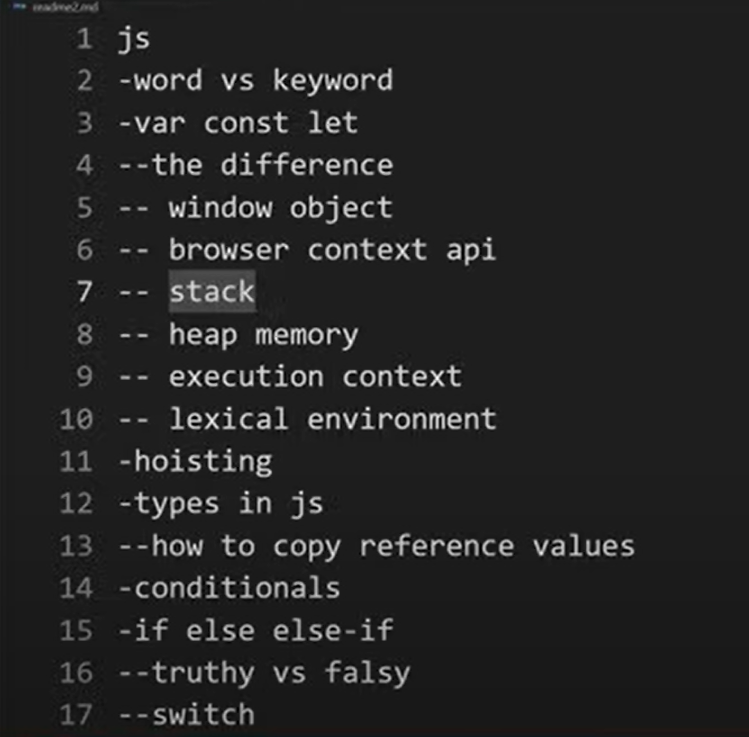 readme2.md
1 js
2 -word vs keyword
3 -var const let
4 --the difference
5 -- window object
6 -- browser context api
7 -- stack
8 -- heap memory
9 -- execution context
10 -- lexical environment
11 -hoisting
12 -types in js
13 --how to copy reference values
14 -conditionals
15 -if else else-if
16 --truthy vs falsy
17 --switch